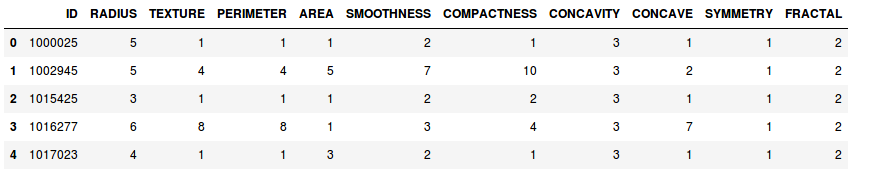 ID RADIUS TEXTURE PERIMETER AREA SMOOTHNESS COMPACTNESS CONCAVITY CONCAVE SYMMETRY FRACTAL
0 1000025 5 1 1 1 2 1 3 1 1 2
1 1002945 5 4 4 5 7 10 3 2 1 2
2 1015425 3 1 1 1 2 2 3 1 1 2
3 1016277 6 8 8 1 3 4 3 7 1 2
4 1017023 4 1 1 3 2 1 3 1 1 2